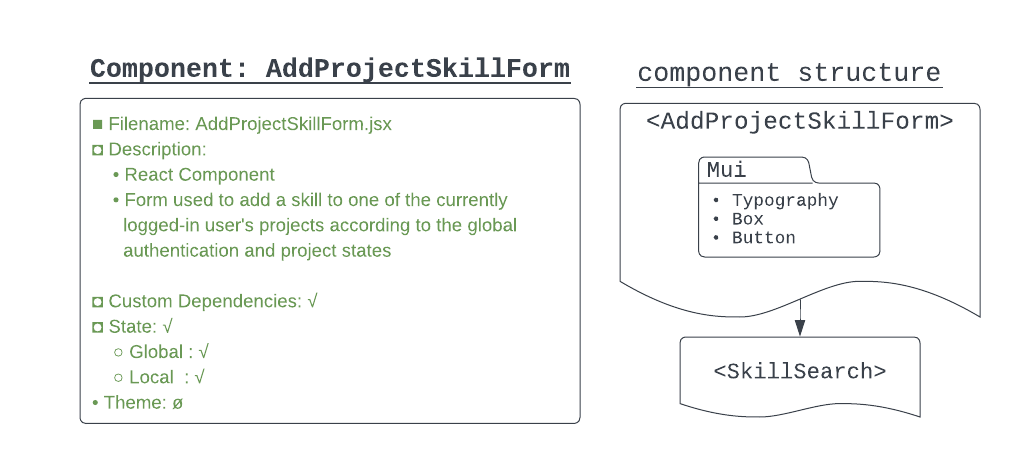 Component: AddProjectSkillForm
■ Filename: AddProjectSkillForm.jsx
◘ Description:
• React Component
• Form used to add a skill to one of the currently
logged-in user's projects according to the global
authentication and project states
◘ Custom Dependencies: √
◘ State: √
○ Global : √
○ Local  : √
• Theme: ø
component structure
<AddProjectSkillForm>
Mui
• Typography
• Box
• Button
<SkillSearch>